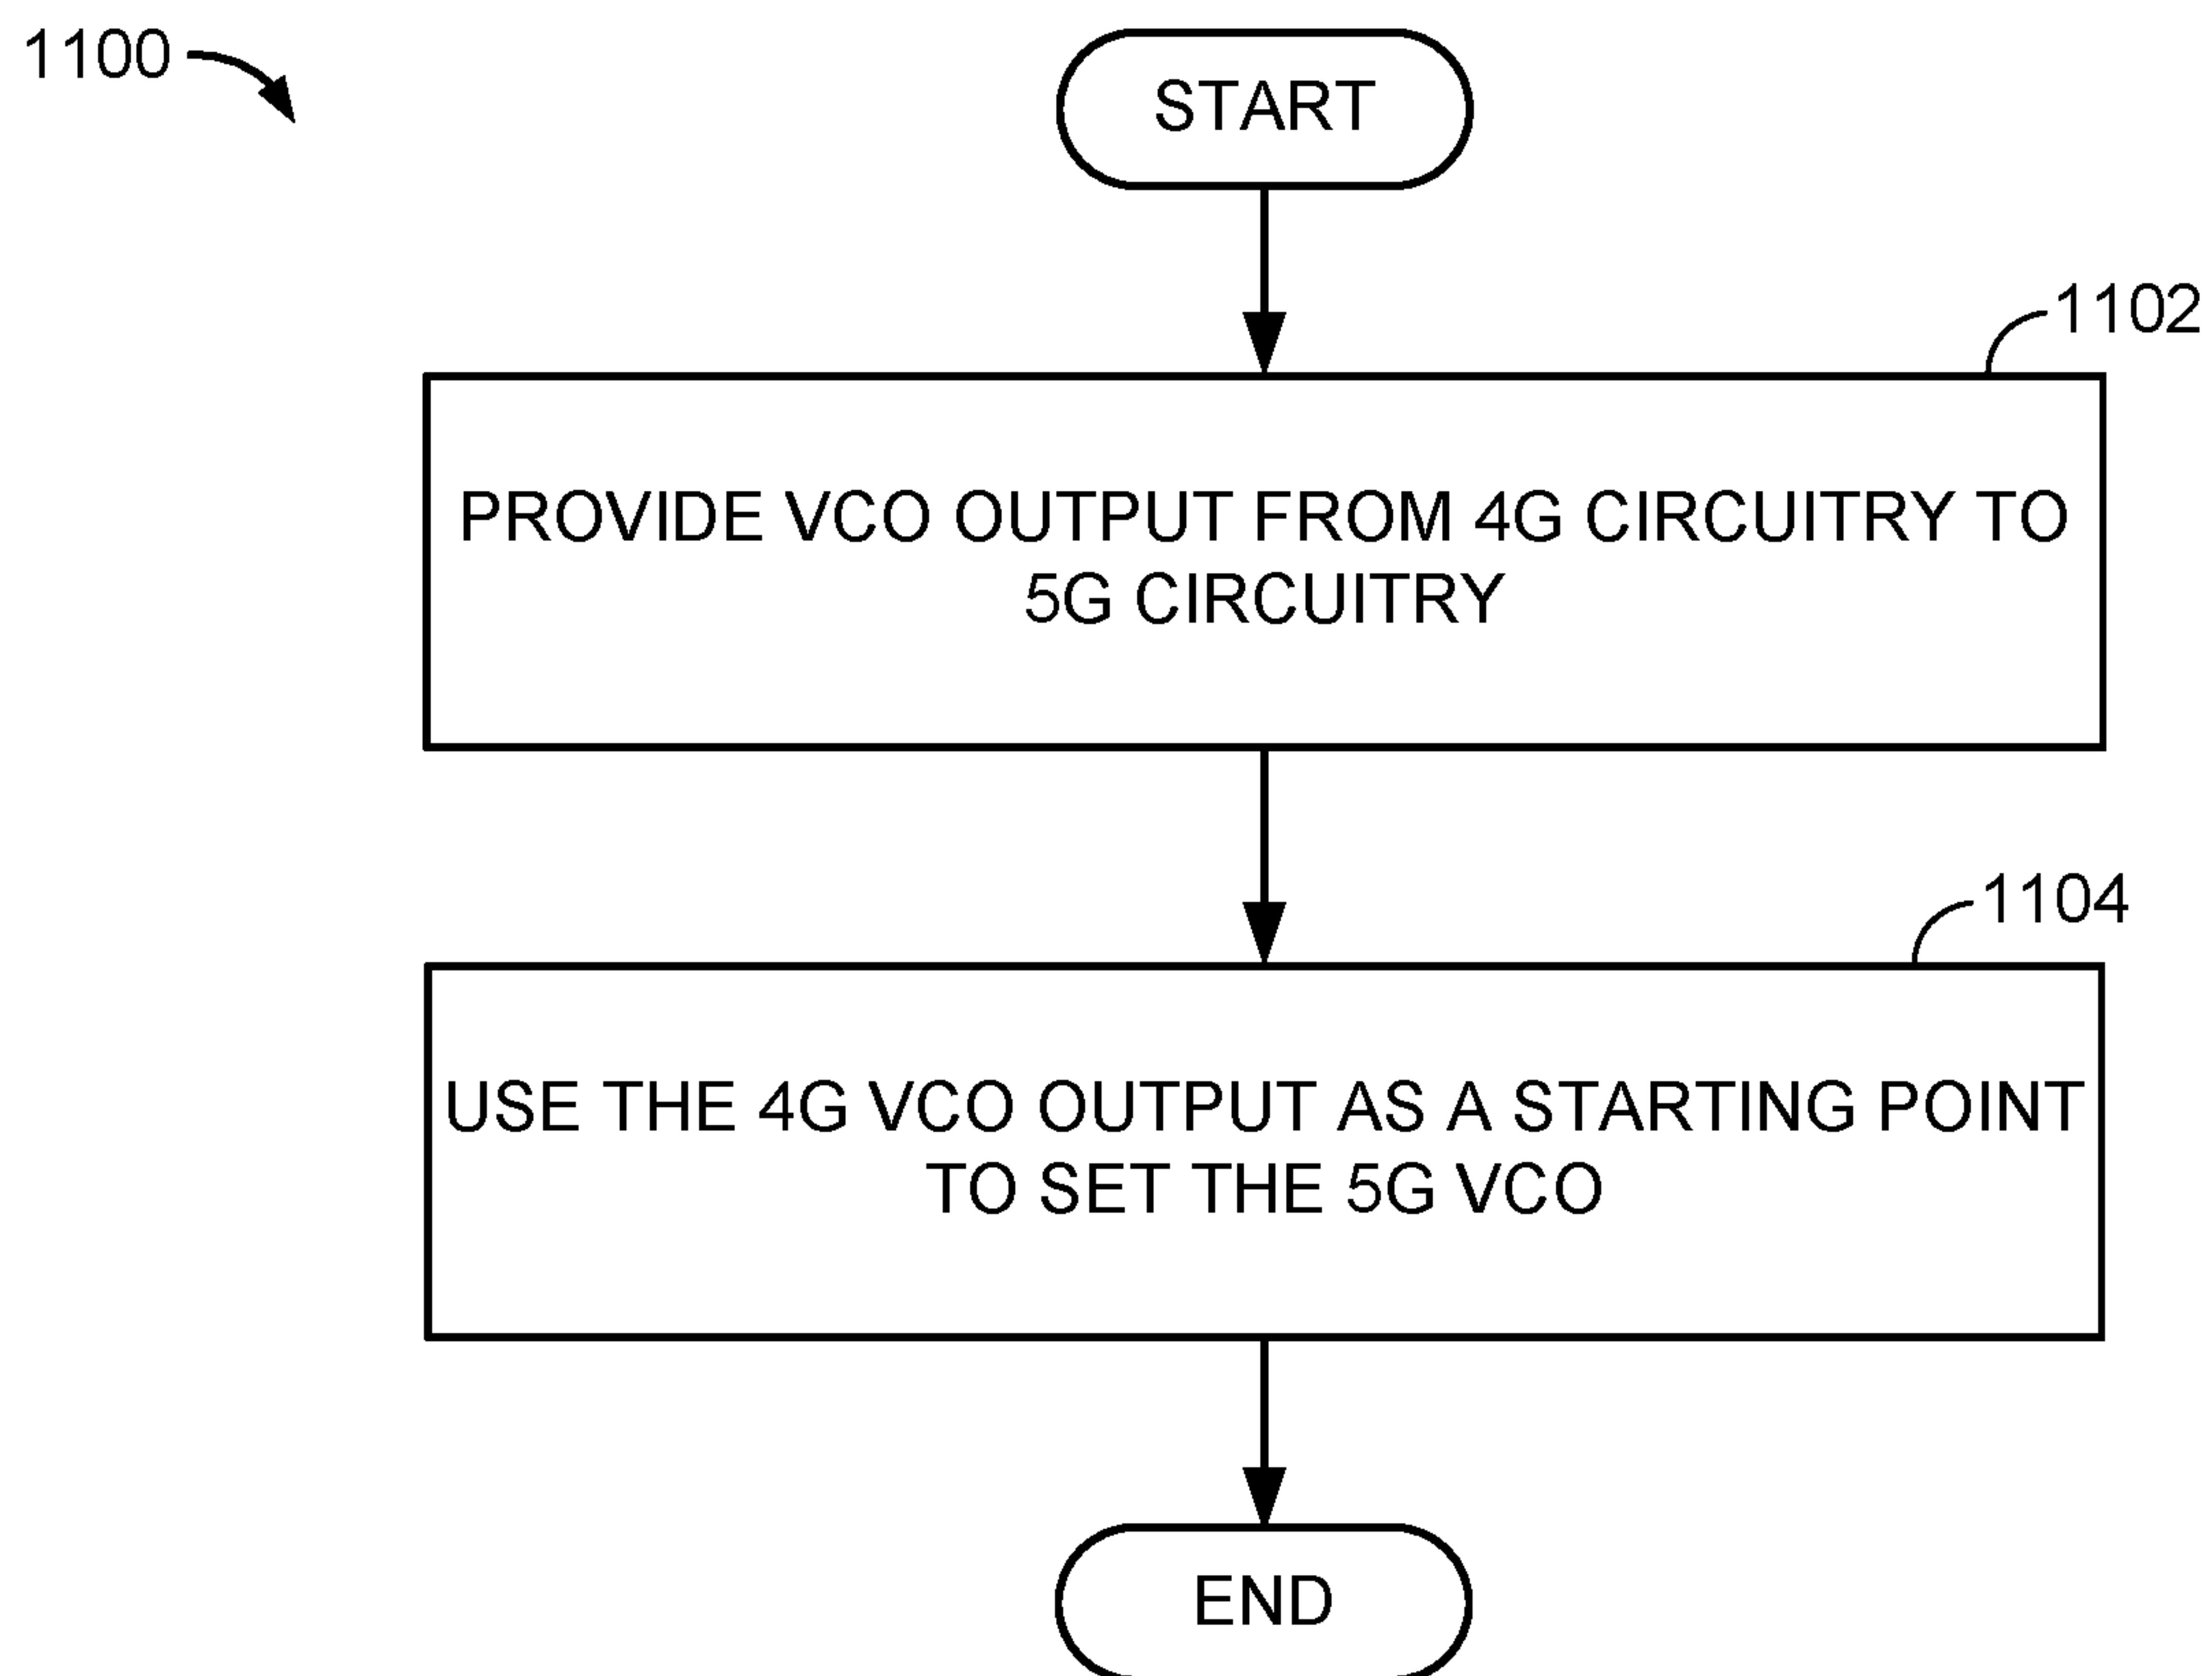 1100
START
1102
PROVIDE VCO OUTPUT FROM 4G CIRCUITRY TO
5G CIRCUITRY
1104
USE THE 4G VCO OUTPUT AS A STARTING POINT
TO SET THE 5G VCO
END